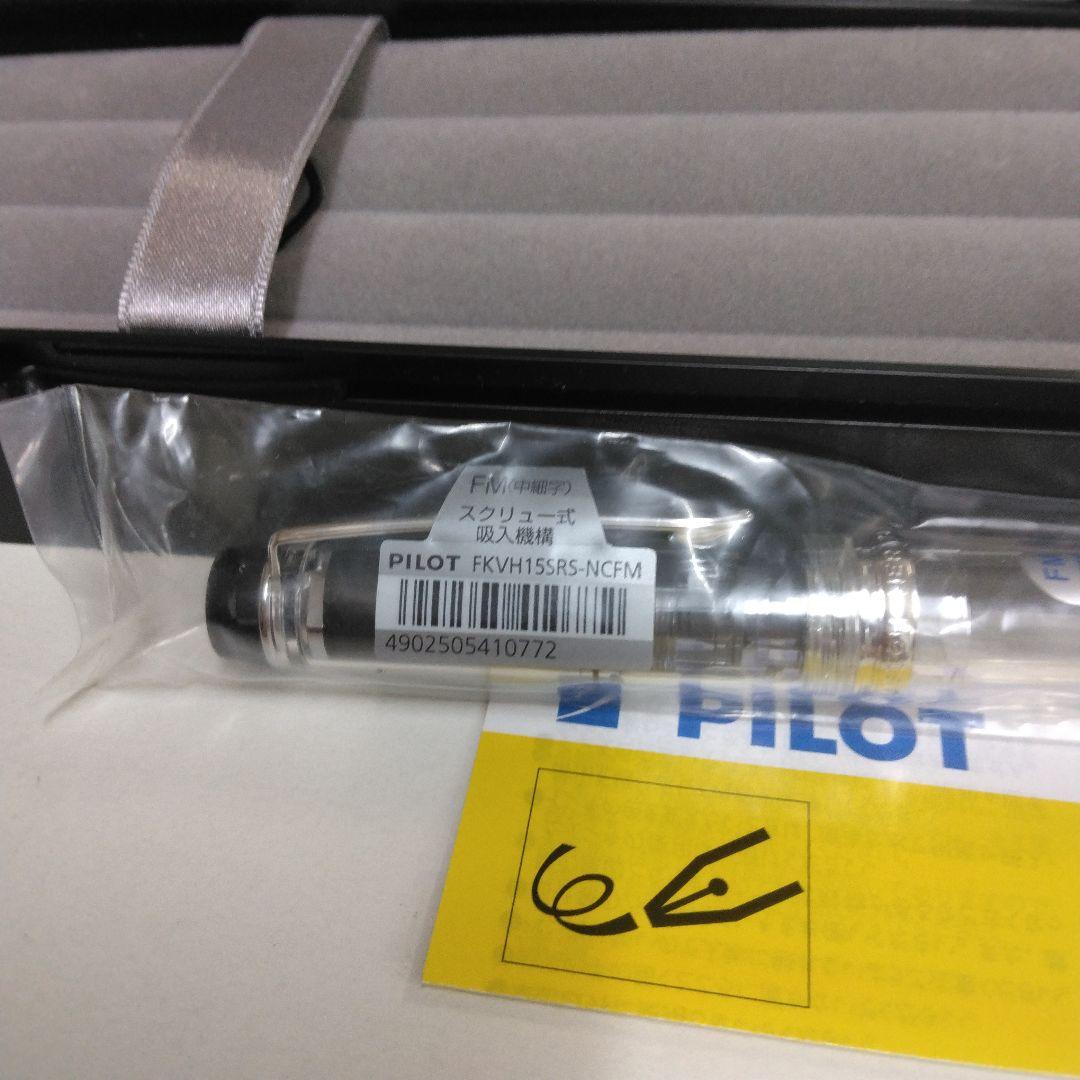 FM(中細字)
スクリュー式
吸入機構
PILOT FKVH15SRS-NCFM
4902505410772
FM
PILOT